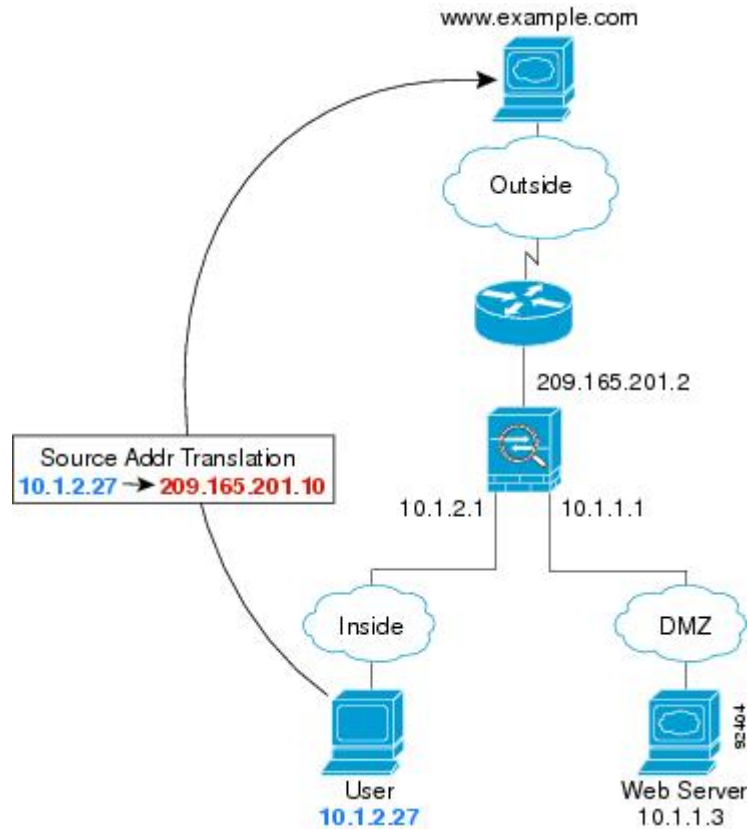 www.example.com
Outside
209.165.201.2
Source Addr Translation
10.1.2.27 209.165.201.10
10.1.2.1
10.1.1.1
Inside
DMZ
92404
User
10.1.2.27
Web Server
10.1.1.3